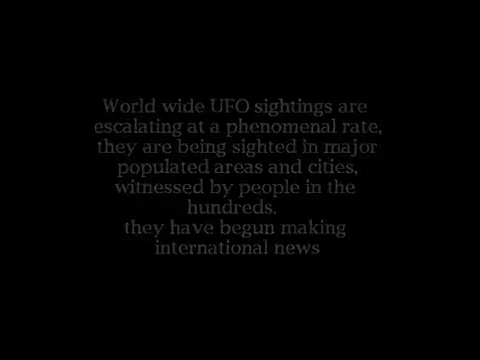 World wide UFO sightings are
escalating at a phenomenal rate,
they are being sighted in major
populated areas and cities,
witnessed by people in the
hundreds.
they have begun making
international news